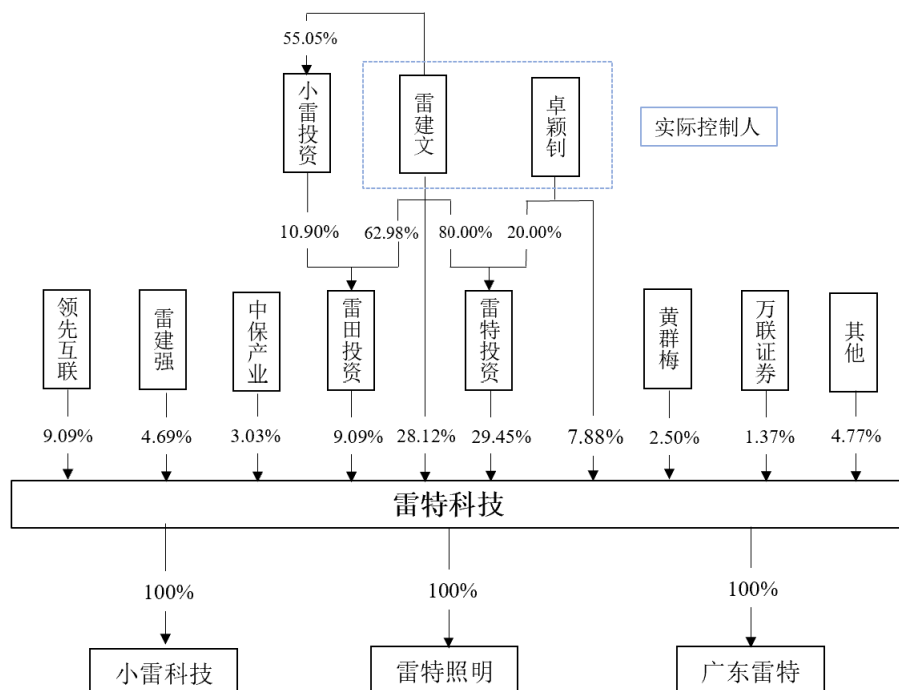 55.05%
小雷投资
雷建文
卓颖钊
实际控制人
10.90%
62.98%
80.00%
20.00%
领先互联
雷建强
中保产业
雷田投资
雷特投资
黄群梅
万联证券
其他
9.09%
4.69%
3.03%
9.09%
28.12%
29.45%
7.88%
2.50%
1.37%
4.77%
雷特科技
100%
100%
100%
小雷科技
雷特照明
广东雷特